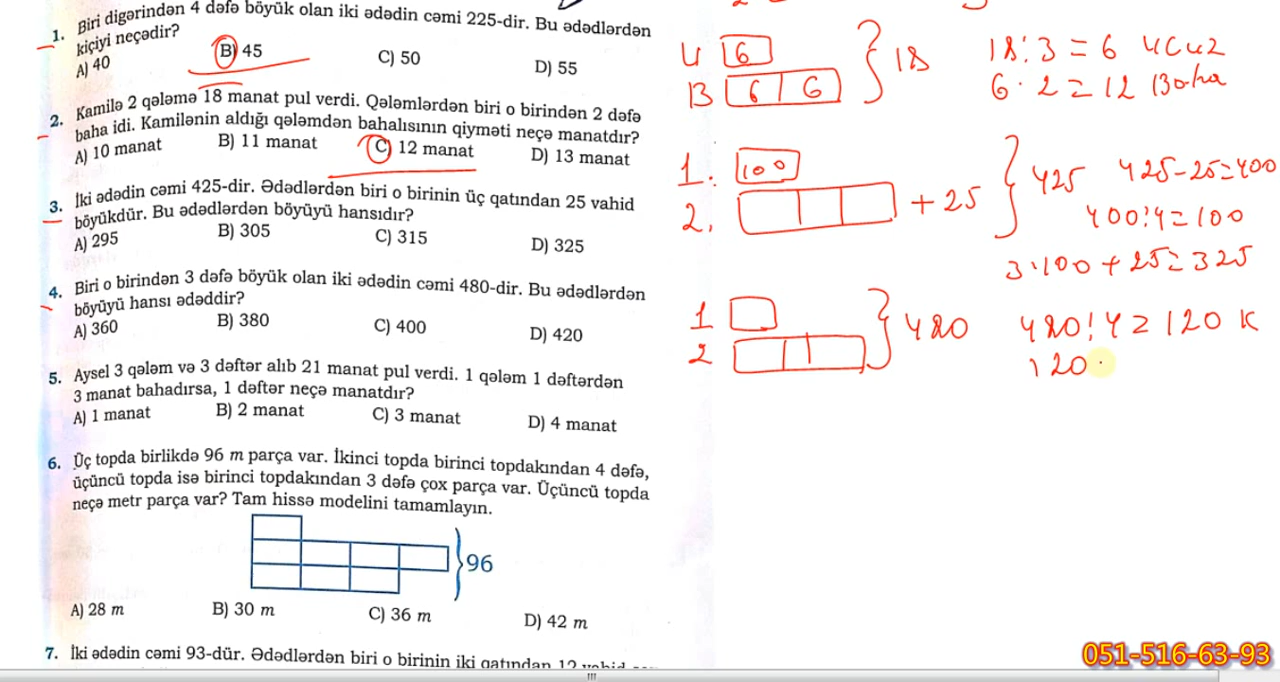 1. Biri digərindən 4 dəfə böyük olan iki ədədin cəmi 225-dir. Bu ədədlərdən
kiçiyi neçədir?
A) 40 B) 45 C) 50 D) 55
2. Kamilə 2 qələmə 18 manat pul verdi. Qələmlərdən biri o birindən 2 dəfə
baha idi. Kamilənin aldığı qələmdən bahalısının qiyməti neçə manatdır?
A) 10 manat B) 11 manat C) 12 manat D) 13 manat
3. İki ədədin cəmi 425-dir. Ədədlərdən biri o birinin üç qatından 25 vahid
böyükdür. Bu ədədlərdən böyüyü hansıdır?
A) 295 B) 305 C) 315 D) 325
4. Biri o birindən 3 dəfə böyük olan iki ədədin cəmi 480-dir. Bu ədədlərdən
böyüyü hansı ədəddir?
A) 360 B) 380 C) 400 D) 420
5. Aysel 3 qələm və 3 dəftər alıb 21 manat pul verdi. 1 qələm 1 dəftərdən
3 manat bahadırsa, 1 dəftər neçə manatdır?
A) 1 manat B) 2 manat C) 3 manat D) 4 manat
6. Üç topda birlikdə 96 m parça var. İkinci topda birinci topdakından 4 dəfə,
üçüncü topda isə birinci topdakından 3 dəfə çox parça var. Üçüncü topda
neçə metr parça var? Tam hissə modelini tamamlayın.
96
A) 28 m B) 30 m C) 36 m D) 42 m
7. İki ədədin cəmi 93-dür. Ədədlərdən biri o birinin iki qatından 12 vahid
U 6 18 18:3=6 ucuz
B 6 6 6·2=12 Baha
1. 100 425 425-25=400
2. +25 400:4=100
3·100+25=325
1 480 480:4=120 K
2 120·
051-516-63-93